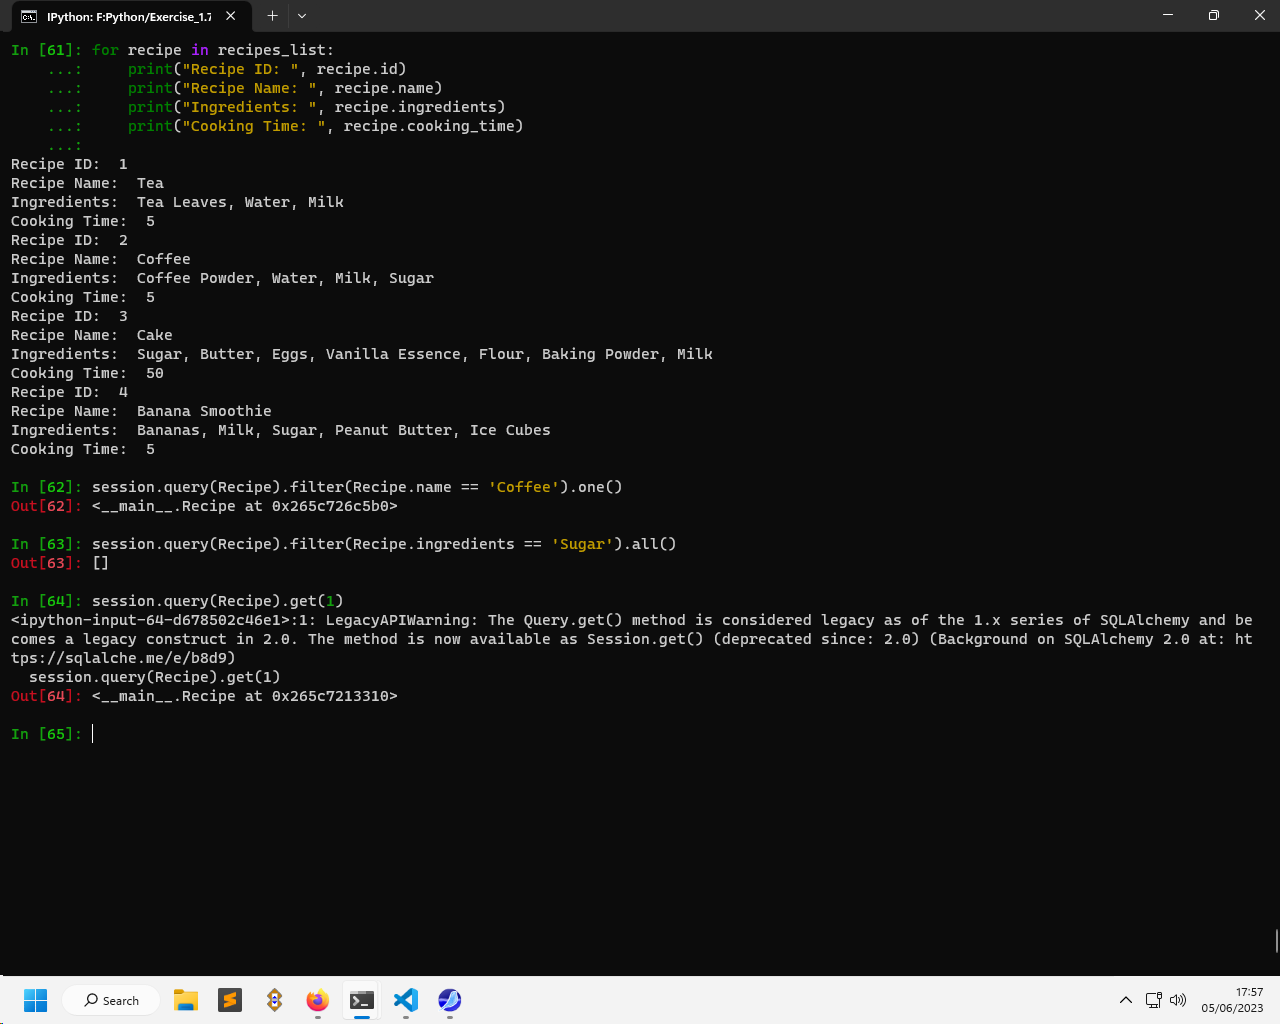 IPython: F:Python/Exercise_1.7
In [61]: for recipe in recipes_list:
    ...:     print("Recipe ID: ", recipe.id)
    ...:     print("Recipe Name: ", recipe.name)
    ...:     print("Ingredients: ", recipe.ingredients)
    ...:     print("Cooking Time: ", recipe.cooking_time)
    ...:
Recipe ID:  1
Recipe Name:  Tea
Ingredients:  Tea Leaves, Water, Milk
Cooking Time:  5
Recipe ID:  2
Recipe Name:  Coffee
Ingredients:  Coffee Powder, Water, Milk, Sugar
Cooking Time:  5
Recipe ID:  3
Recipe Name:  Cake
Ingredients:  Sugar, Butter, Eggs, Vanilla Essence, Flour, Baking Powder, Milk
Cooking Time:  50
Recipe ID:  4
Recipe Name:  Banana Smoothie
Ingredients:  Bananas, Milk, Sugar, Peanut Butter, Ice Cubes
Cooking Time:  5
In [62]: session.query(Recipe).filter(Recipe.name == 'Coffee').one()
Out[62]: <__main__.Recipe at 0x265c726c5b0>
In [63]: session.query(Recipe).filter(Recipe.ingredients == 'Sugar').all()
Out[63]: []
In [64]: session.query(Recipe).get(1)
<ipython-input-64-d678502c46e1>:1: LegacyAPIWarning: The Query.get() method is considered legacy as of the 1.x series of SQLAlchemy and be
comes a legacy construct in 2.0. The method is now available as Session.get() (deprecated since: 2.0) (Background on SQLAlchemy 2.0 at: ht
tps://sqlalche.me/e/b8d9)
  session.query(Recipe).get(1)
Out[64]: <__main__.Recipe at 0x265c7213310>
In [65]:
Search
17:57
05/06/2023